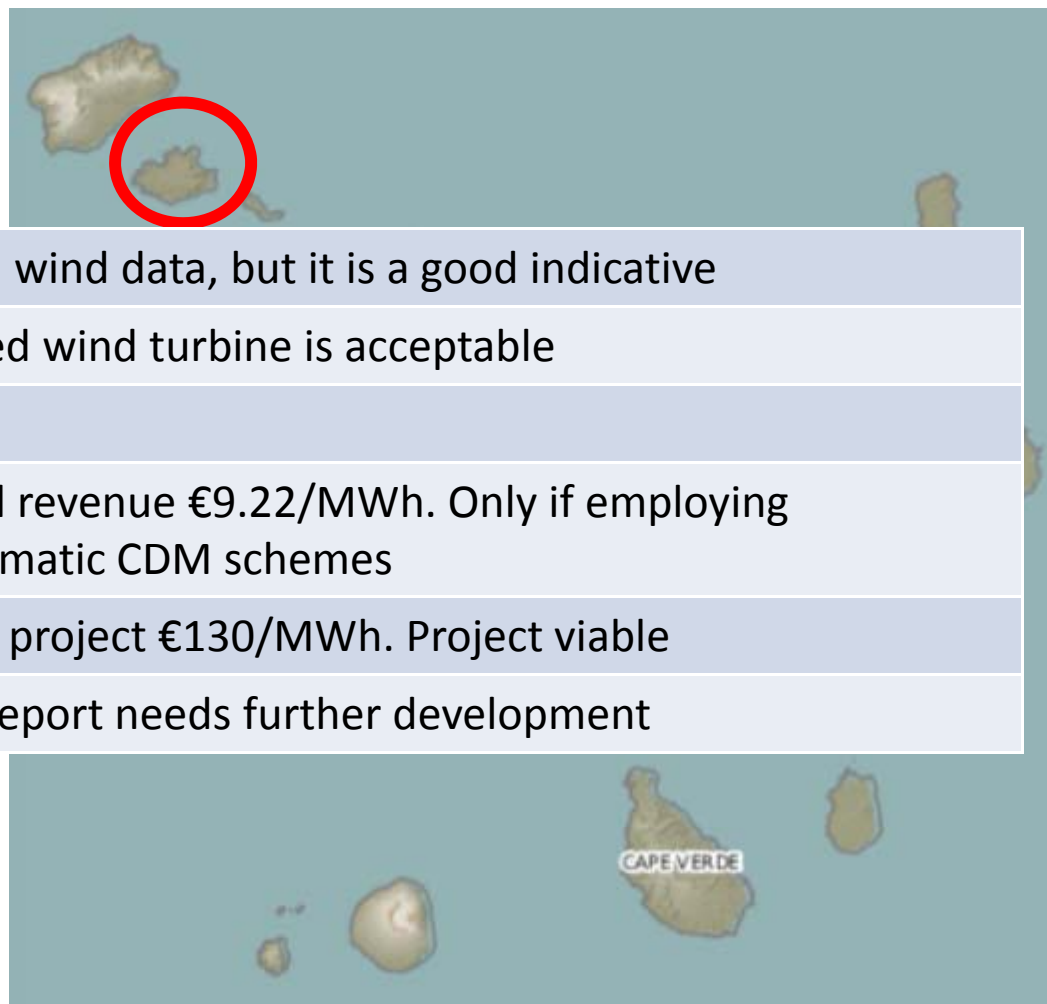 wind data, but it is a good indicative
ed wind turbine is acceptable
l revenue €9.22/MWh. Only if employing
matic CDM schemes
project €130/MWh. Project viable
eport needs further development
CAPE VERDE